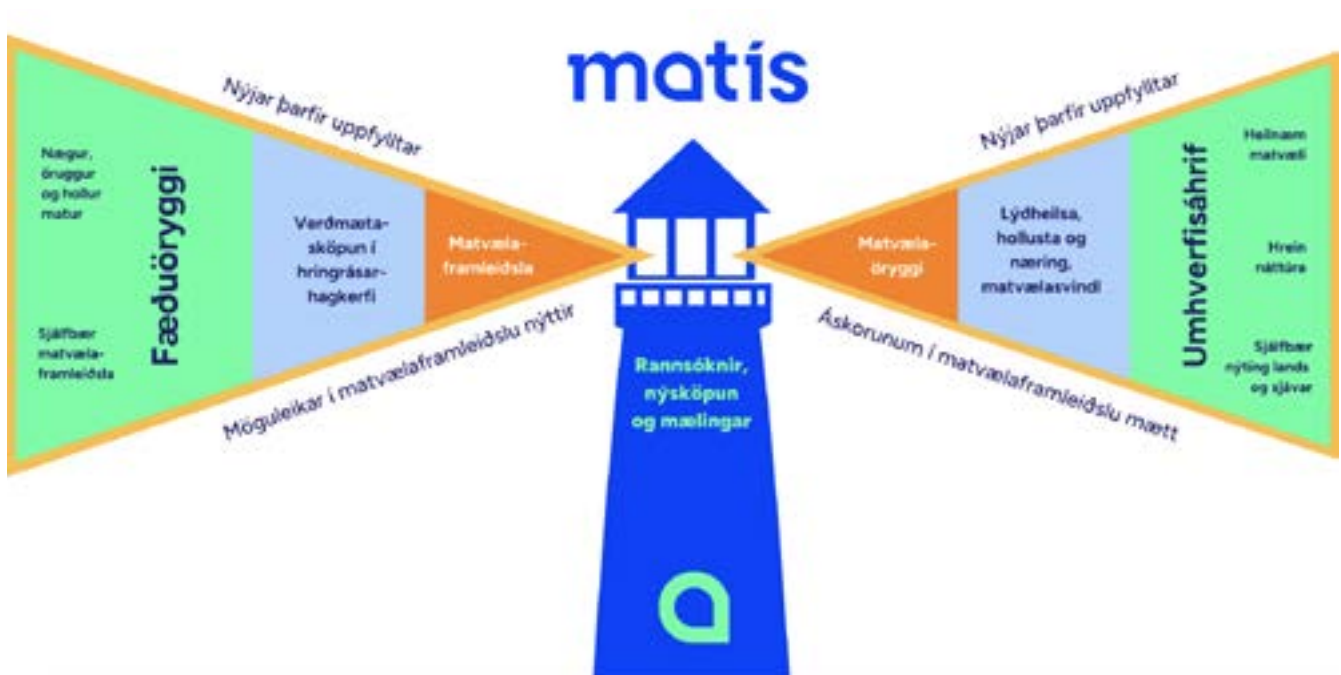 matís
Nýjar þarfir uppfylltar
Nægur,
öruggur
og hollur
matur
Sjálfbær
matvæla-
framleiðsla
Fæðuöryggi
Verðmæta-
sköpun í
hringrásar-
hagkerfi
Matvæla-
framleiðsla
Möguleikar í matvælaframleiðslu nýttir
Rannsóknir,
nýsköpun
og mælingar
Nýjar þarfir uppfylltar
Matvæla-
öryggi
Lýðheilsa,
hollusta og
næring,
matvælasvindl
Umhverfisáhrif
Heilnæm
matvæli
Hrein
náttúra
Sjálfbær
nýting lands
og sjávar
Áskorunum í matvælaframleiðslu mætt